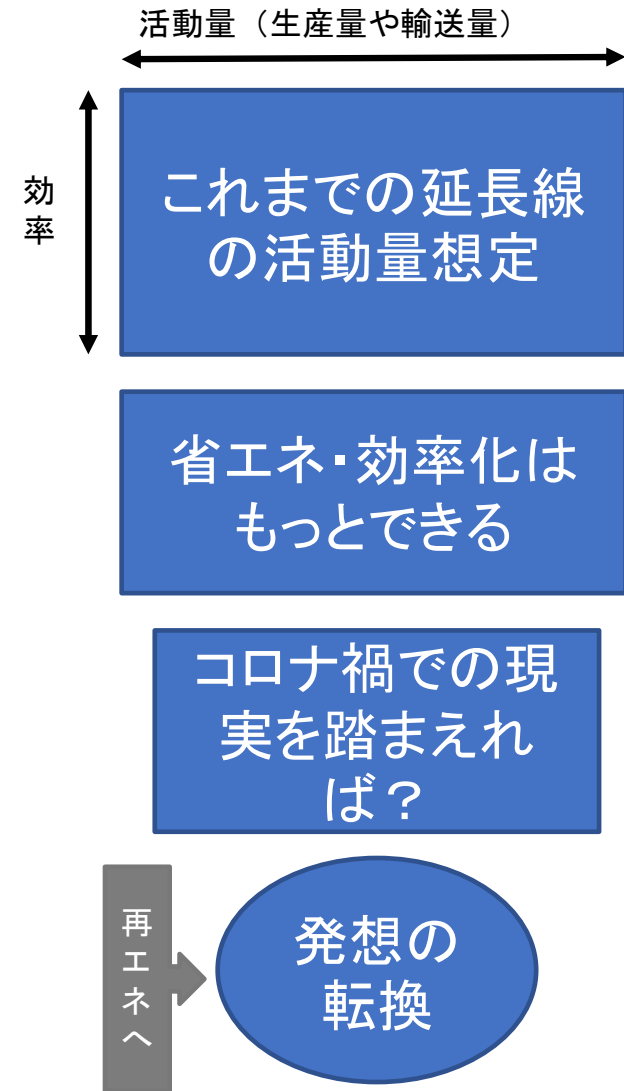 活動量（生産量や輸送量）
効率
これまでの延長線
の活動量想定
省エネ・効率化は
もっとできる
コロナ禍での現
実を踏まえれ
ば？
再エネへ
発想の
転換